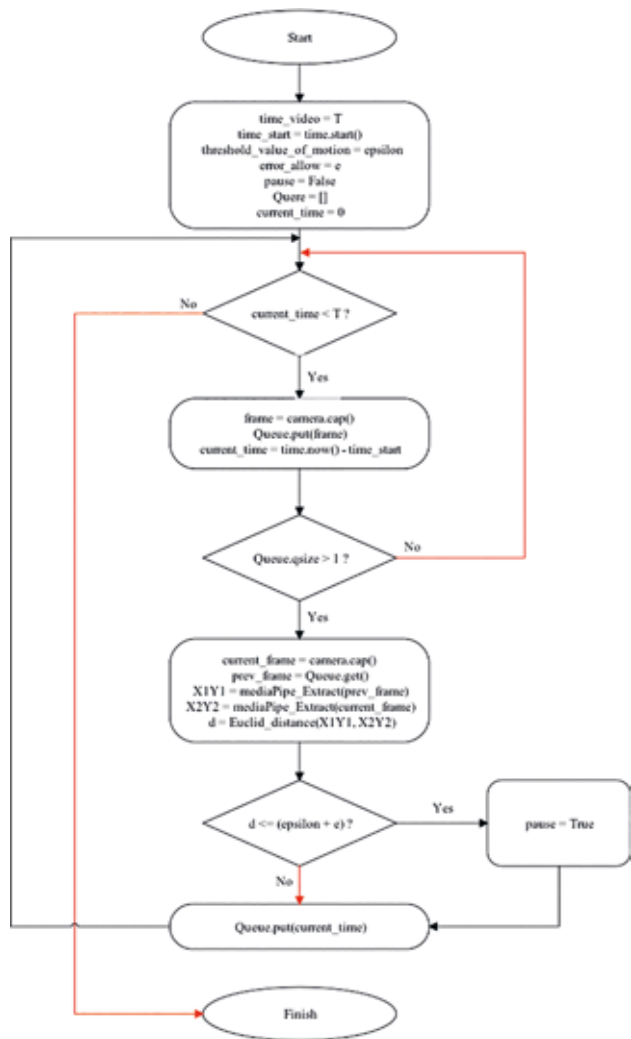 Start
time_video = T
time_start = time.start()
threshold_value_of_motion = epsilon
error_allow = e
pause = False
Quere = []
current_time = 0
No
current_time < T ?
Yes
frame = camera.cap()
Queue.put(frame)
current_time = time.now() - time_start
Queue.qsize > 1 ?
No
Yes
current_frame = camera.cap()
prev_frame = Queue.get()
X1Y1 = mediaPipe_Extract(prev_frame)
X2Y2 = mediaPipe_Extract(current_frame)
d = Euclid_distance(X1Y1, X2Y2)
d <= (epsilon + e) ?
Yes
pause = True
No
Queue.put(current_time)
Finish